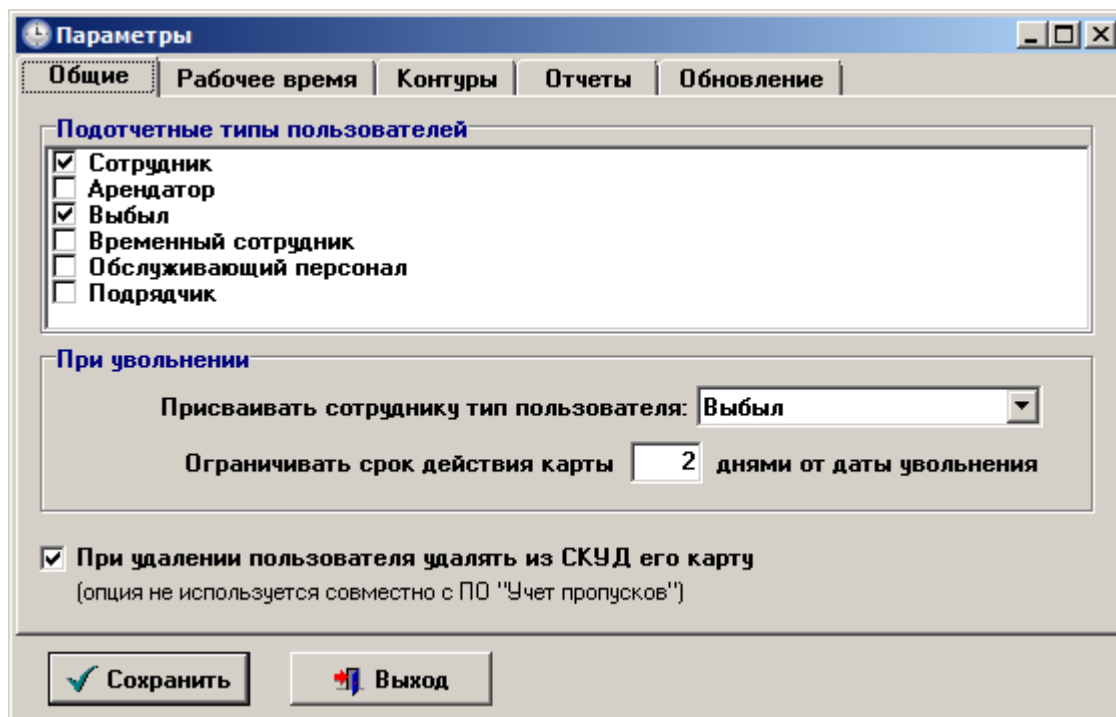 Параметры
Общие Рабочее время Контуры Отчеты Обновление
Подотчетные типы пользователей
Сотрудник
Арендатор
Выбыл
Временный сотрудник
Обслуживающий персонал
Подрядчик
При увольнении
Присваивать сотруднику тип пользователя: Выбыл
Ограничивать срок действия карты 2 днями от даты увольнения
При удалении пользователя удалять из СКУД его карту
(опция не используется совместно с ПО "Учет пропусков")
Сохранить Выход